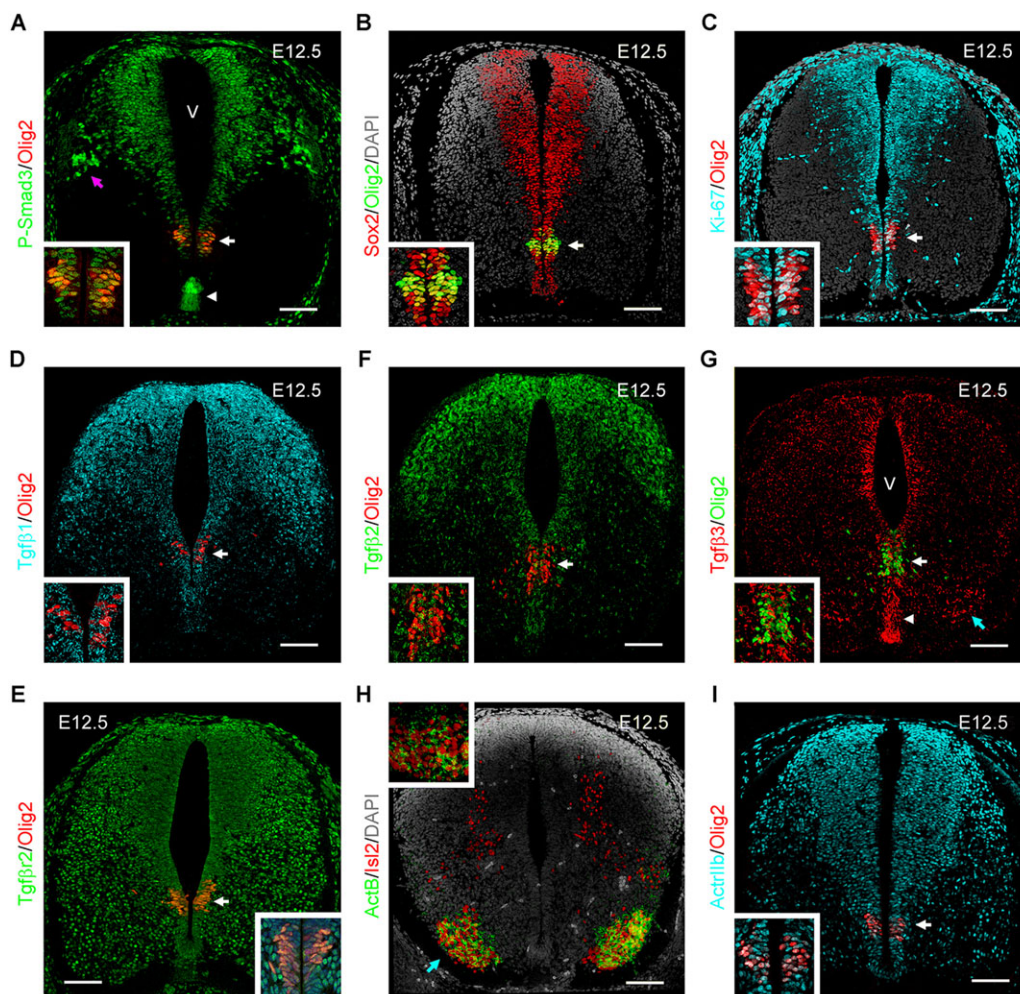 A
P-Smad3/Olig2
E12.5
V
B
Sox2/Olig2/DAPI
E12.5
C
Ki-67/Olig2
E12.5
D
Tgfβ1/Olig2
E12.5
F
Tgfβ2/Olig2
E12.5
G
Tgfβ3/Olig2
E12.5
V
E
Tgfβr2/Olig2
E12.5
H
ActB/Isl2/DAPI
E12.5
I
ActrIIb/Olig2
E12.5